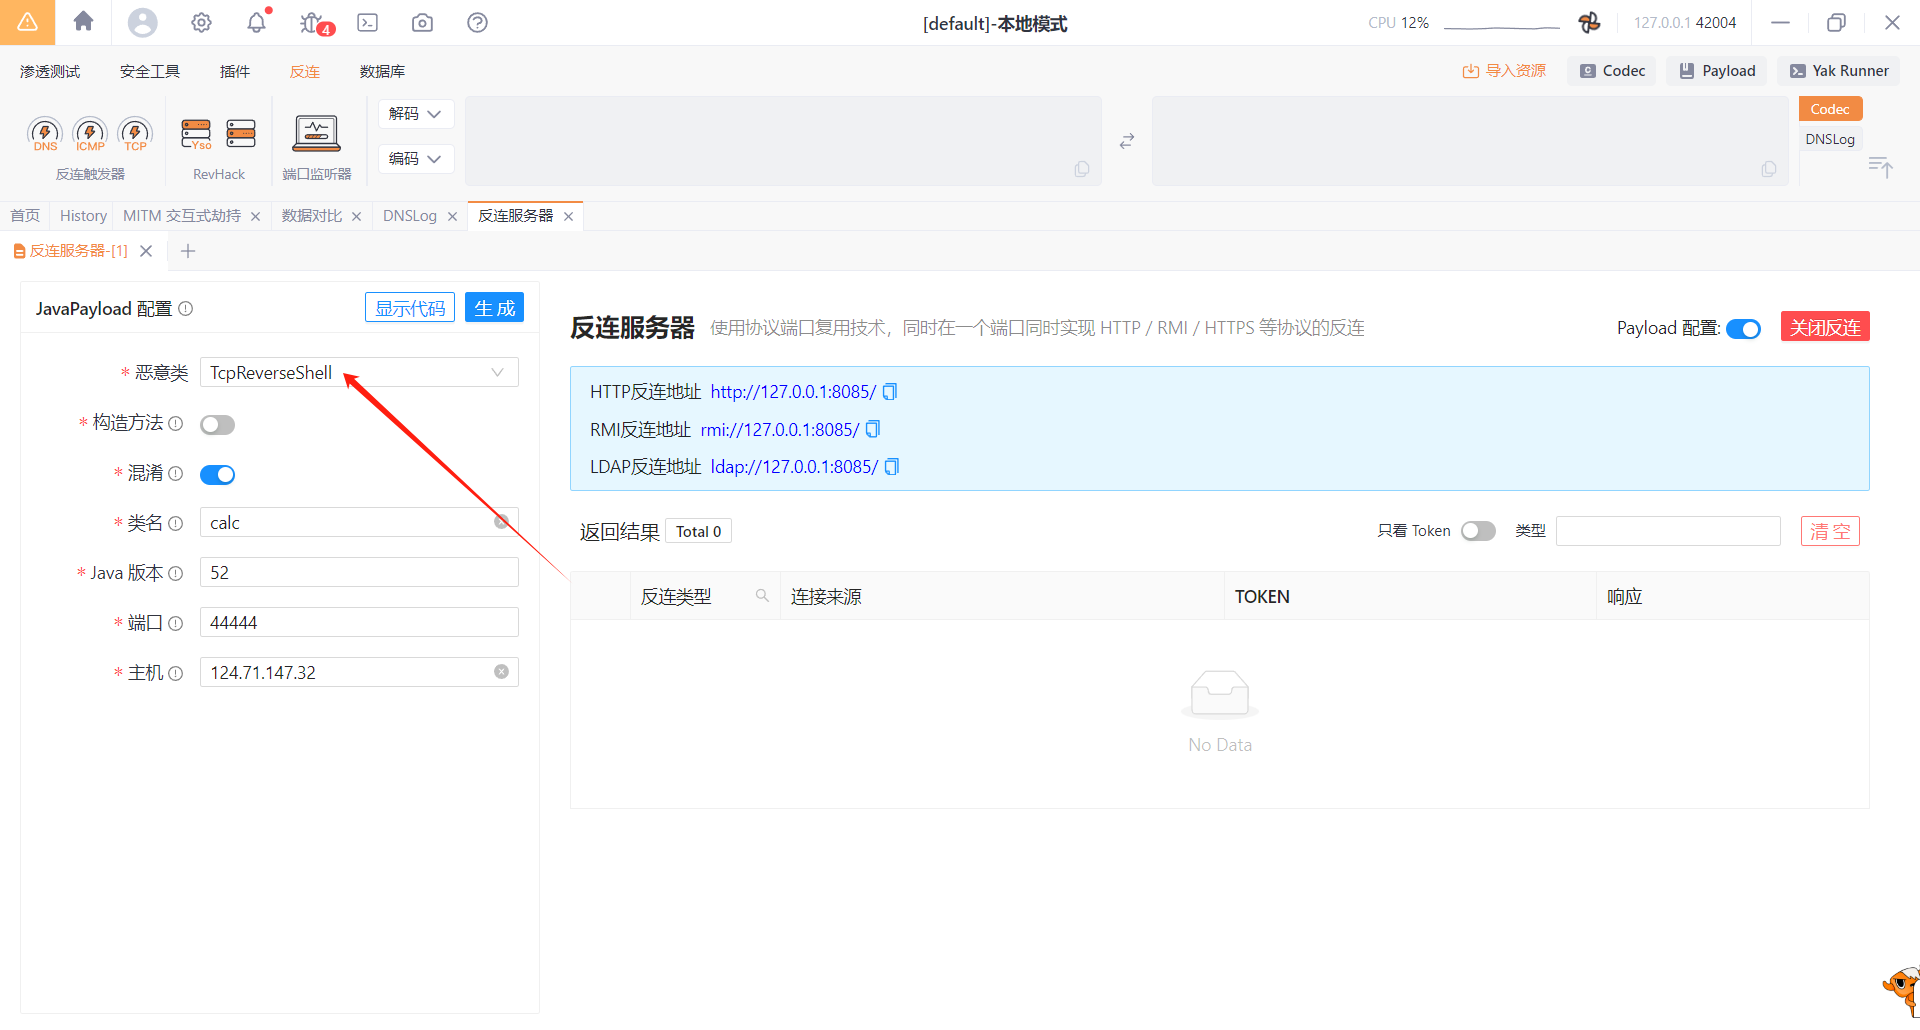 4
[default]-本地模式
CPU 12%
127.0.0.1 42004
渗透测试
安全工具
插件
反连
数据库
导入资源
Codec
Payload
Yak Runner
DNS
ICMP
TCP
反连触发器
Yso
RevHack
端口监听器
解码
编码
Codec
DNSLog
首页
History
MITM 交互式劫持
数据对比
DNSLog
反连服务器
反连服务器-[1]
JavaPayload 配置
显示代码
生 成
* 恶意类
TcpReverseShell
* 构造方法
* 混淆
* 类名
calc
* Java 版本
52
* 端口
44444
* 主机
124.71.147.32
反连服务器
使用协议端口复用技术，同时在一个端口同时实现 HTTP / RMI / HTTPS 等协议的反连
Payload 配置:
关闭反连
HTTP反连地址 http://127.0.0.1:8085/
RMI反连地址 rmi://127.0.0.1:8085/
LDAP反连地址 ldap://127.0.0.1:8085/
返回结果
Total 0
只看 Token
类型
清 空
反连类型
连接来源
TOKEN
响应
No Data